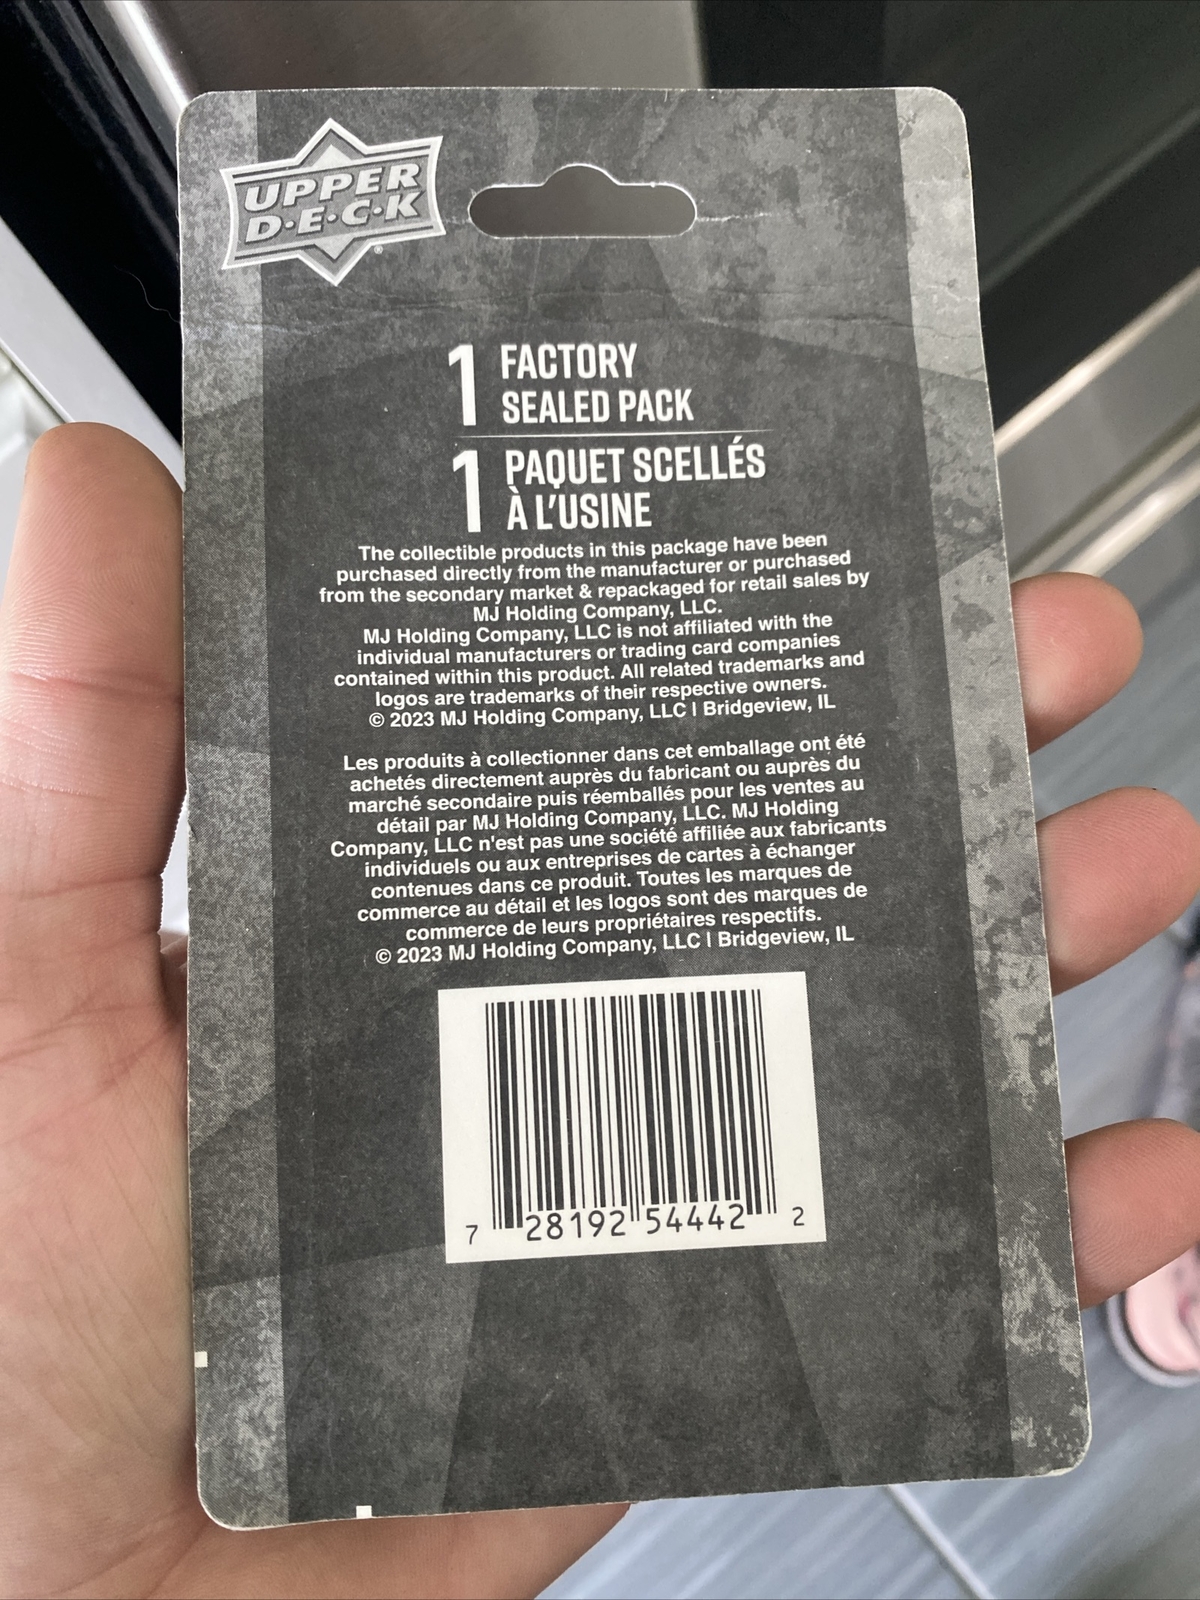 UPPER
D·E·C·K
®
1 FACTORY
SEALED PACK
1 PAQUET SCELLÉS
À L'USINE
The collectible products in this package have been
purchased directly from the manufacturer or purchased
from the secondary market & repackaged for retail sales by
MJ Holding Company, LLC.
MJ Holding Company, LLC is not affiliated with the
individual manufacturers or trading card companies
contained within this product. All related trademarks and
logos are trademarks of their respective owners.
© 2023 MJ Holding Company, LLC | Bridgeview, IL
Les produits à collectionner dans cet emballage ont été
achetés directement auprès du fabricant ou auprès du
marché secondaire puis réemballés pour les ventes au
détail par MJ Holding Company, LLC. MJ Holding
Company, LLC n'est pas une société affiliée aux fabricants
individuels ou aux entreprises de cartes à échanger
contenues dans ce produit. Toutes les marques de
commerce au détail et les logos sont des marques de
commerce de leurs propriétaires respectifs.
© 2023 MJ Holding Company, LLC | Bridgeview, IL
7 28192 54442 2